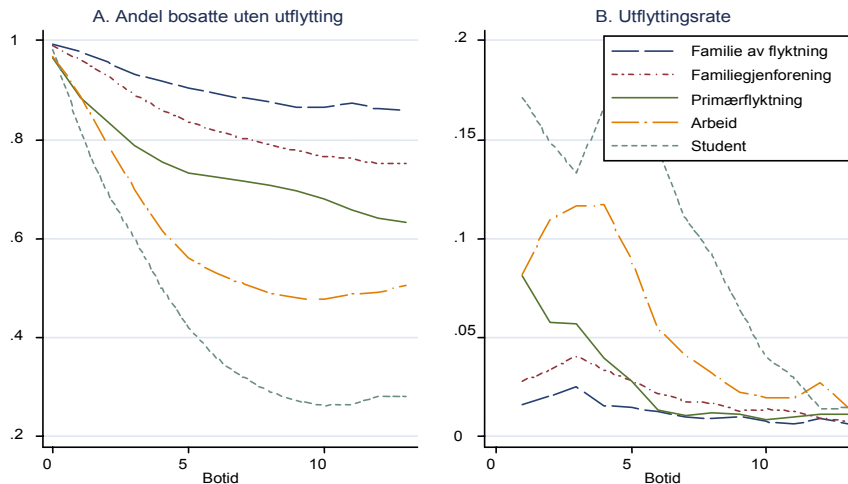 A. Andel bosatte uten utflytting
1
.8
.6
.4
.2
0
5
10
Botid
B. Utflyttingsrate
.2
.15
.1
.05
0
0
5
10
Botid
Familie av flyktning
Familiegjenforening
Primærflyktning
Arbeid
Student